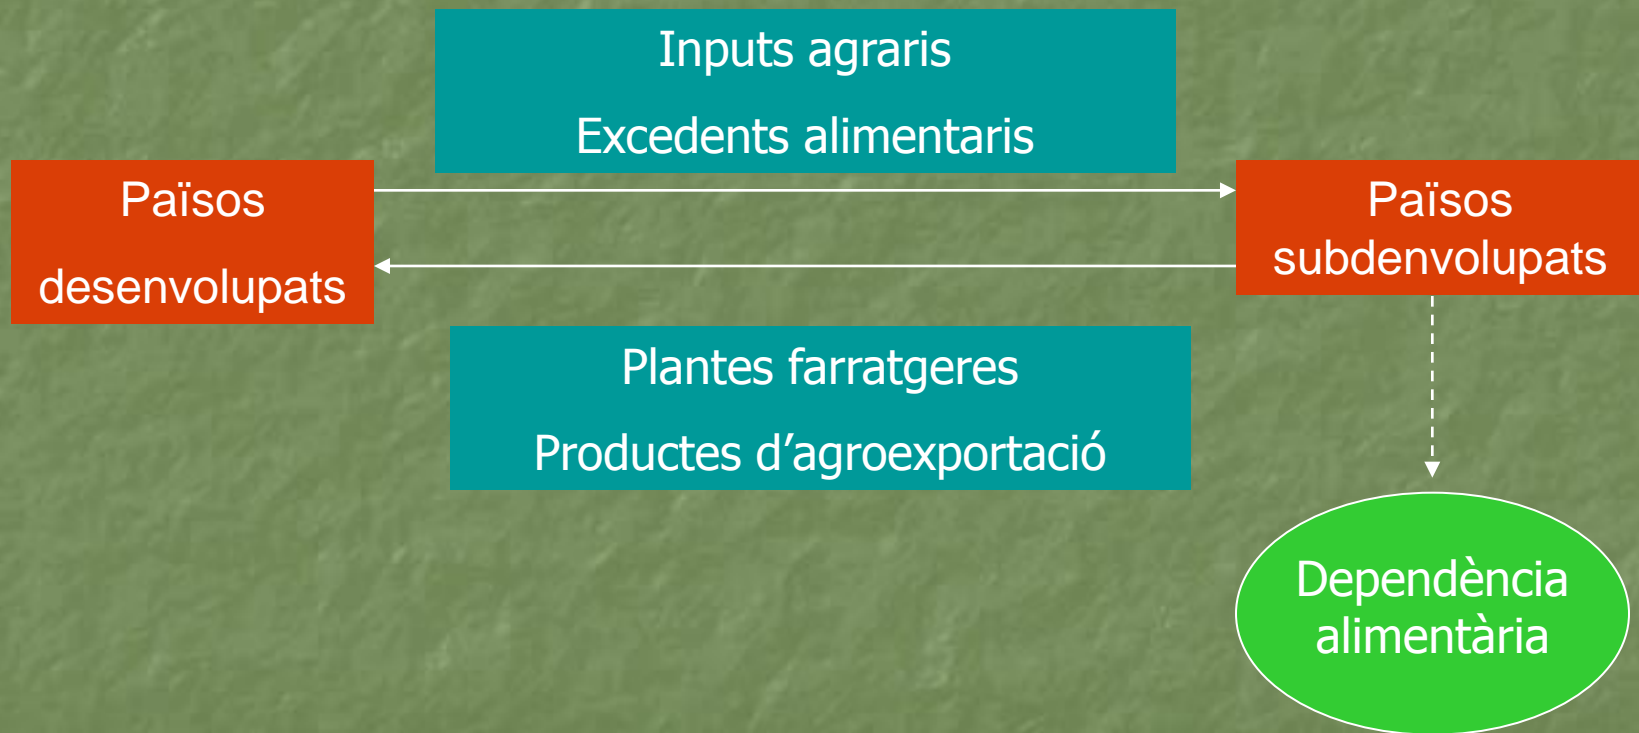 Inputs agraris
Excedents alimentaris
Països
desenvolupats
Països
subdenvolupats
Plantes farratgeres
Productes d’agroexportació
Dependència
alimentària